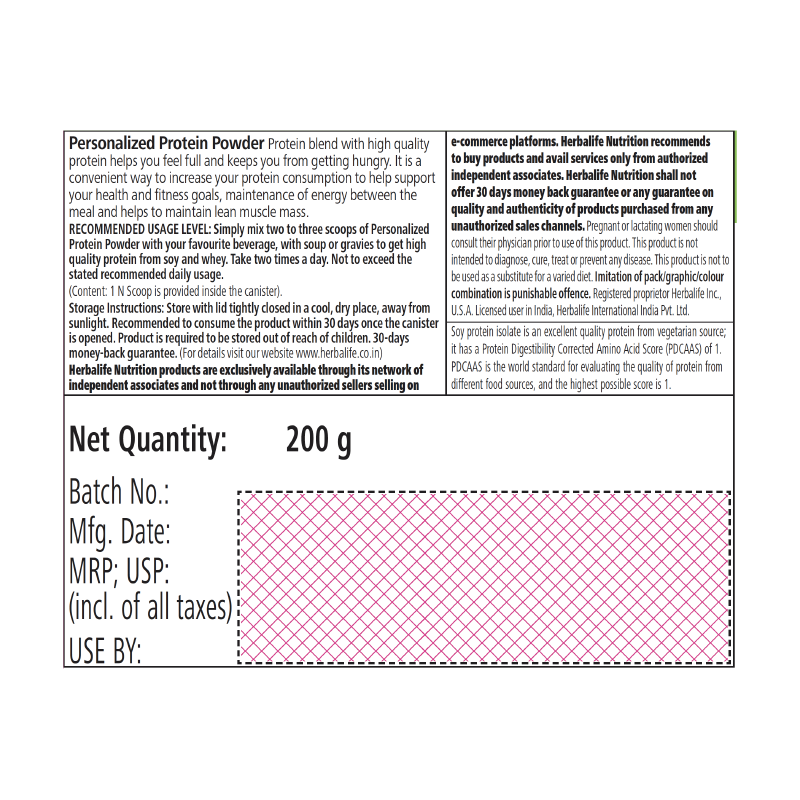 Personalized Protein Powder Protein blend with high quality
protein helps you feel full and keeps you from getting hungry. It is a
convenient way to increase your protein consumption to help support
your health and fitness goals, maintenance of energy between the
meal and helps to maintain lean muscle mass.
RECOMMENDED USAGE LEVEL: Simply mix two to three scoops of Personalized
Protein Powder with your favourite beverage, with soup or gravies to get high
quality protein from soy and whey. Take two times a day. Not to exceed the
stated recommended daily usage.
(Content: 1 N Scoop is provided inside the canister).
Storage Instructions: Store with lid tightly closed in a cool, dry place, away from
sunlight. Recommended to consume the product within 30 days once the canister
is opened. Product is required to be stored out of reach of children. 30-days
money-back guarantee. (For details visit our website www.herbalife.co.in)
Herbalife Nutrition products are exclusively available through its network of
independent associates and not through any unauthorized sellers selling on
e-commerce platforms. Herbalife Nutrition recommends
to buy products and avail services only from authorized
independent associates. Herbalife Nutrition shall not
offer 30 days money back guarantee or any guarantee on
quality and authenticity of products purchased from any
unauthorized sales channels. Pregnant or lactating women should
consult their physician prior to use of this product. This product is not
intended to diagnose, cure, treat or prevent any disease. This product is not to
be used as a substitute for a varied diet. Imitation of pack/graphic/colour
combination is punishable offence. Registered proprietor Herbalife Inc.,
U.S.A. Licensed user in India, Herbalife International India Pvt. Ltd.
Soy protein isolate is an excellent quality protein from vegetarian source;
it has a Protein Digestibility Corrected Amino Acid Score (PDCAAS) of 1.
PDCAAS is the world standard for evaluating the quality of protein from
different food sources, and the highest possible score is 1.
Net Quantity: 200 g
Batch No.:
Mfg. Date:
MRP; USP:
(incl. of all taxes)
USE BY: